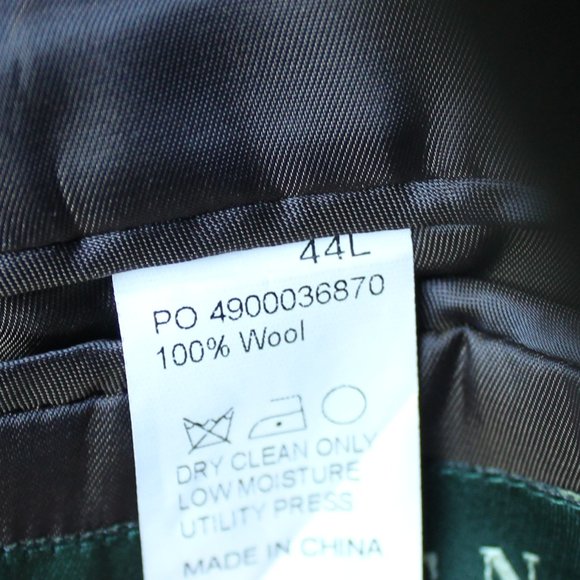 44L
PO 4900036870
100% Wool
DRY CLEAN ONLY
LOW MOISTURE
UTILITY PRESS
MADE IN CHINA
N